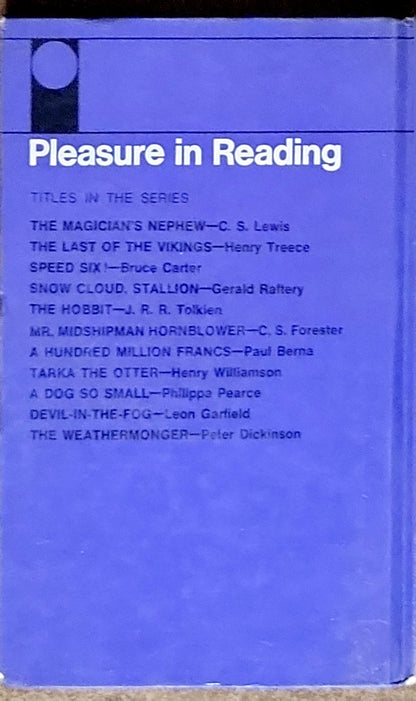 Pleasure in Reading
TITLES IN THE SERIES
THE MAGICIAN'S NEPHEW—C. S. Lewis
THE LAST OF THE VIKINGS—Henry Treece
SPEED SIX!—Bruce Carter
SNOW CLOUD, STALLION—Gerald Raftery
THE HOBBIT—J. R. R. Tolkien
MR. MIDSHIPMAN HORNBLOWER—C. S. Forester
A HUNDRED MILLION FRANCS—Paul Berna
TARKA THE OTTER—Henry Williamson
A DOG SO SMALL—Philippa Pearce
DEVIL-IN-THE-FOG—Leon Garfield
THE WEATHERMONGER—Peter Dickinson